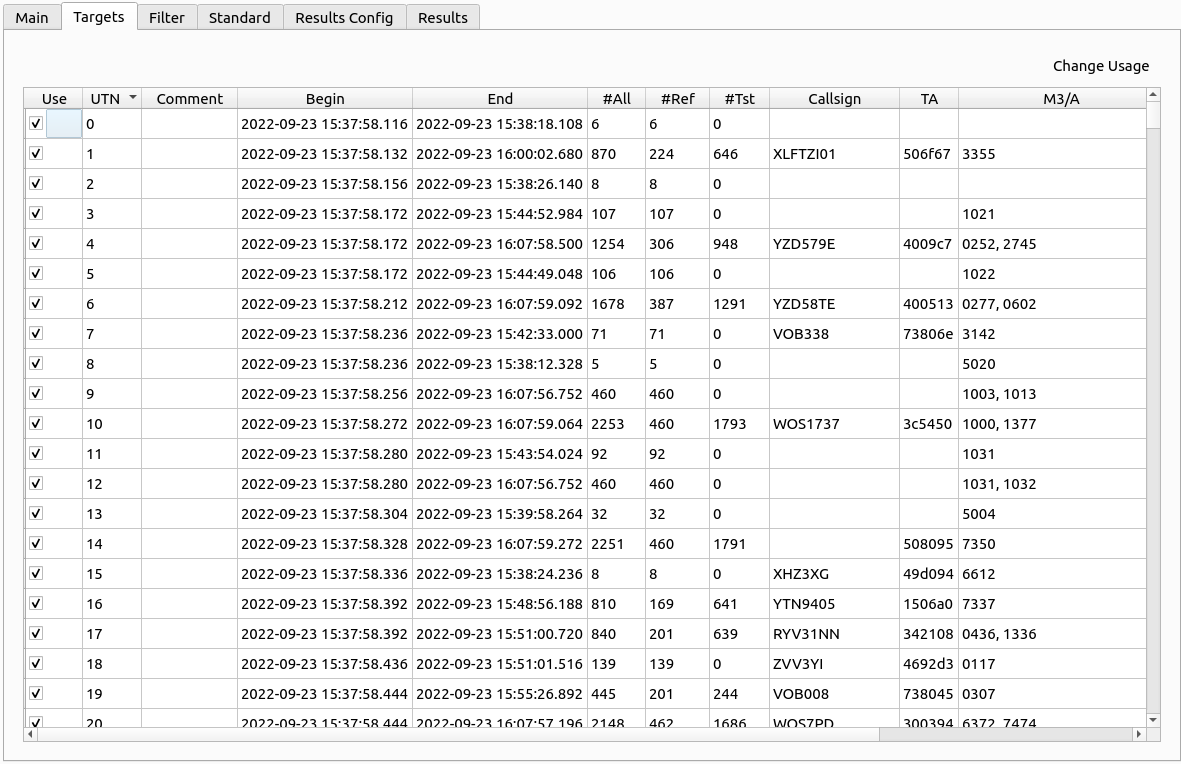 Main Targets Filter Standard Results Config Results
Change Usage
Use UTN Comment Begin End #All #Ref #Tst Callsign TA M3/A
0 2022-09-23 15:37:58.116 2022-09-23 15:38:18.108 6 6 0
1 2022-09-23 15:37:58.132 2022-09-23 16:00:02.680 870 224 646 XLFTZI01 506f67 3355
2 2022-09-23 15:37:58.156 2022-09-23 15:38:26.140 8 8 0
3 2022-09-23 15:37:58.172 2022-09-23 15:44:52.984 107 107 0 1021
4 2022-09-23 15:37:58.172 2022-09-23 16:07:58.500 1254 306 948 YZD579E 4009c7 0252, 2745
5 2022-09-23 15:37:58.172 2022-09-23 15:44:49.048 106 106 0 1022
6 2022-09-23 15:37:58.212 2022-09-23 16:07:59.092 1678 387 1291 YZD58TE 400513 0277, 0602
7 2022-09-23 15:37:58.236 2022-09-23 15:42:33.000 71 71 0 VOB338 73806e 3142
8 2022-09-23 15:37:58.236 2022-09-23 15:38:12.328 5 5 0 5020
9 2022-09-23 15:37:58.256 2022-09-23 16:07:56.752 460 460 0 1003, 1013
10 2022-09-23 15:37:58.272 2022-09-23 16:07:59.064 2253 460 1793 WOS1737 3c5450 1000, 1377
11 2022-09-23 15:37:58.280 2022-09-23 15:43:54.024 92 92 0 1031
12 2022-09-23 15:37:58.280 2022-09-23 16:07:56.752 460 460 0 1031, 1032
13 2022-09-23 15:37:58.304 2022-09-23 15:39:58.264 32 32 0 5004
14 2022-09-23 15:37:58.328 2022-09-23 16:07:59.272 2251 460 1791 508095 7350
15 2022-09-23 15:37:58.336 2022-09-23 15:38:24.236 8 8 0 XHZ3XG 49d094 6612
16 2022-09-23 15:37:58.392 2022-09-23 15:48:56.188 810 169 641 YTN9405 1506a0 7337
17 2022-09-23 15:37:58.392 2022-09-23 15:51:00.720 840 201 639 RYV31NN 342108 0436, 1336
18 2022-09-23 15:37:58.436 2022-09-23 15:51:01.516 139 139 0 ZVV3YI 4692d3 0117
19 2022-09-23 15:37:58.444 2022-09-23 15:55:26.892 445 201 244 VOB008 738045 0307
20 2022-09-23 15:37:58.444 2022-09-23 16:07:57.196 2148 462 1686 WOS7PD 300394 6372, 7474